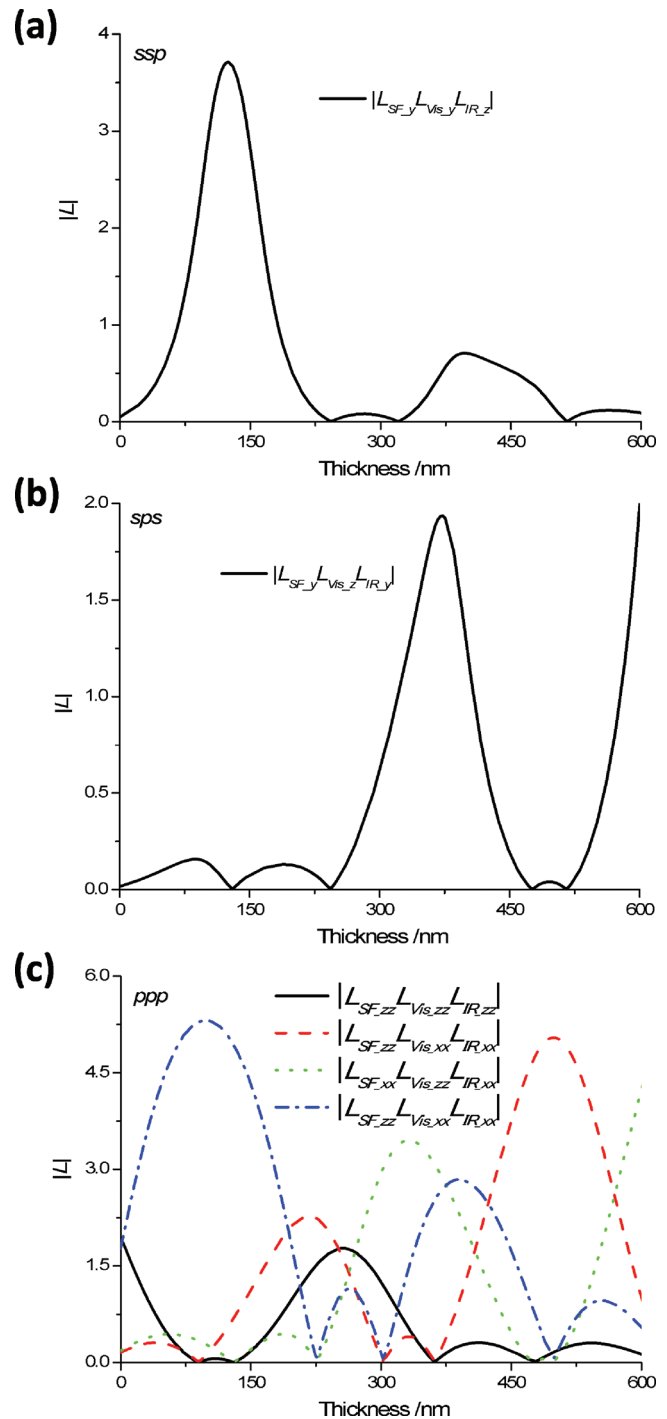 (a)
ssp
|L_SF_y L_Vis_y L_IR_z|
4
3
2
1
0
|L|
0 150 300 450 600
Thickness /nm
(b)
sps
|L_SF_y L_Vis_z L_IR_y|
2.0
1.5
1.0
0.5
0.0
|L|
0 150 300 450 600
Thickness /nm
(c)
ppp
|L_SF_zz L_Vis_zz L_IR_zz|
|L_SF_zz L_Vis_xx L_IR_xx|
|L_SF_xx L_Vis_zz L_IR_xx|
|L_SF_zz L_Vis_xx L_IR_xx|
6.0
4.5
3.0
1.5
0.0
|L|
0 150 300 450 600
Thickness /nm